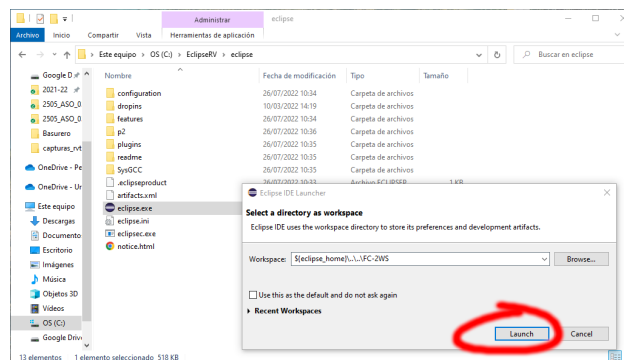 Administrar
eclipse
Archivo Inicio Compartir Vista Herramientas de aplicación
Este equipo > OS (C:) > EclipseRV > eclipse
Buscar en eclipse
Nombre Fecha de modificación Tipo Tamaño
Google D
2021-22
2505_ASO_0
2505_ASO_0
Basurero
capturas_rvt
OneDrive - Pe
OneDrive - Ur
Este equipo
Descargas
Documento
Escritorio
Imágenes
Música
Objetos 3D
Vídeos
OS (C:)
Google Driv
configuration 26/07/2022 10:34 Carpeta de archivos
dropins 10/03/2022 14:19 Carpeta de archivos
features 26/07/2022 10:34 Carpeta de archivos
p2 26/07/2022 10:36 Carpeta de archivos
plugins 26/07/2022 10:35 Carpeta de archivos
readme 26/07/2022 10:35 Carpeta de archivos
SysGCC 26/07/2022 10:35 Carpeta de archivos
.eclipseproduct 26/07/2022 10:33 Archivo ECLIPSEP... 1 KB
artifacts.xml
eclipse.exe
eclipse.ini
eclipsec.exe
notice.html
Eclipse IDE Launcher
Select a directory as workspace
Eclipse IDE uses the workspace directory to store its preferences and development artifacts.
Workspace: ${eclipse_home}\..\..\FC-2WS Browse...
Use this as the default and do not ask again
Recent Workspaces
Launch Cancel
13 elementos 1 elemento seleccionado 518 KB